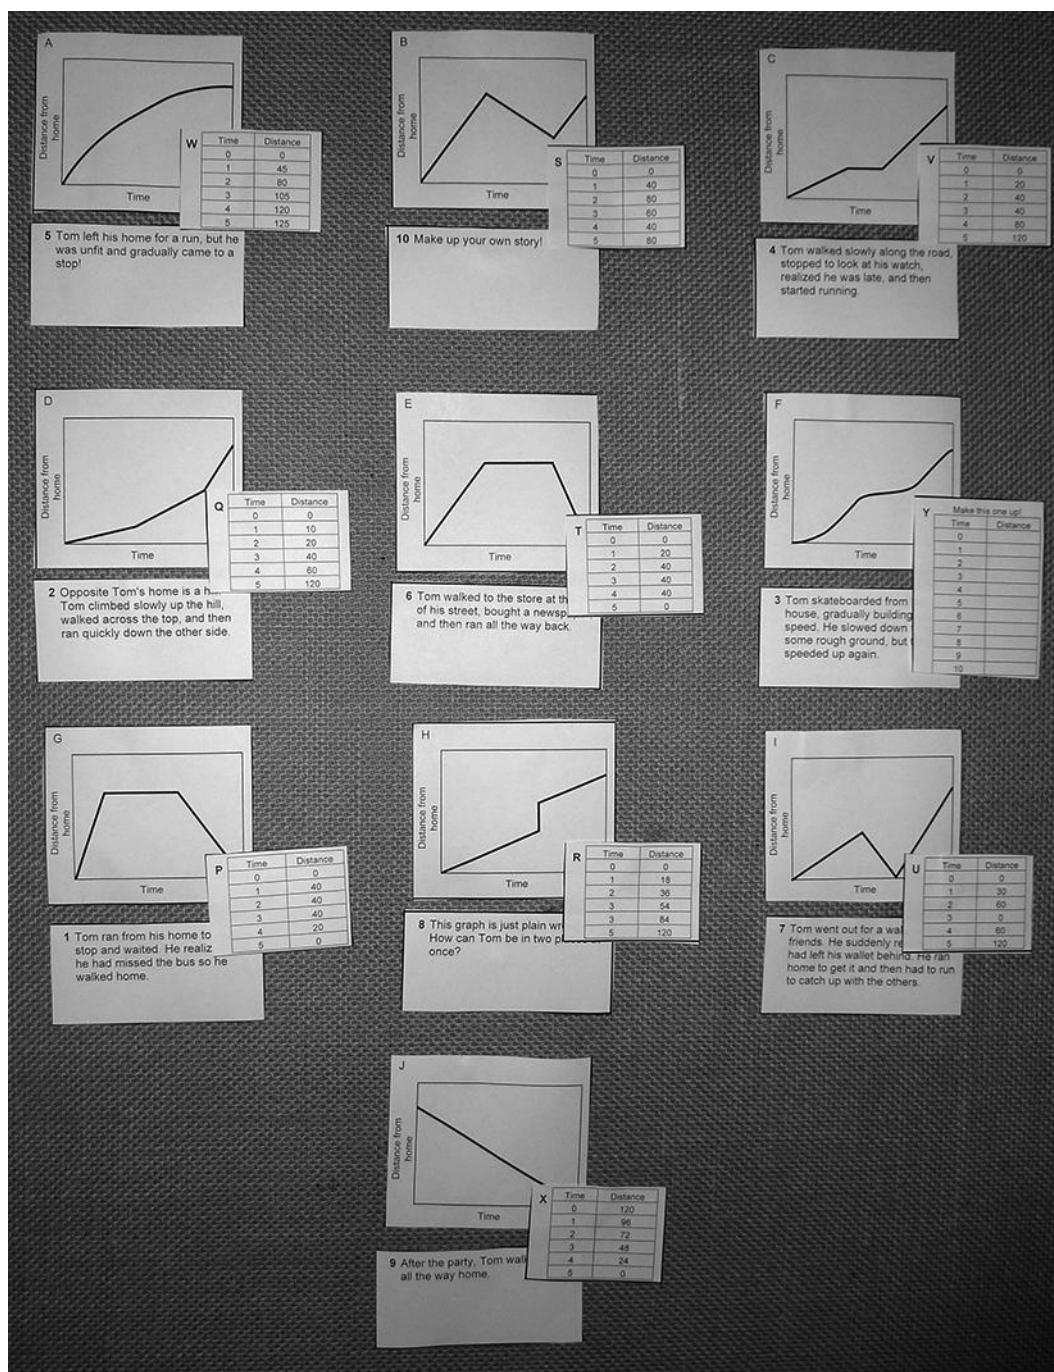 A
Distance from
home
Time
W
Time Distance
0 0
1 45
2 80
3 105
4 120
5 125
5 Tom left his home for a run, but he
was unfit and gradually came to a
stop!
B
Distance from
home
Time
S
Time Distance
0 0
1 40
2 80
3 60
4 40
5 80
10 Make up your own story!
C
Distance from
home
Time
V
Time Distance
0 0
1 20
2 40
3 40
4 80
5 120
4 Tom walked slowly along the road,
stopped to look at his watch,
realized he was late, and then
started running.
D
Distance from
home
Time
Q
Time Distance
0 0
1 10
2 20
3 40
4 60
5 120
2 Opposite Tom's home is a
Tom climbed slowly up the hill,
walked across the top, and then
ran quickly down the other side.
E
Distance from
home
Time
T
Time Distance
0 0
1 20
2 40
3 40
4 40
5 0
6 Tom walked to the store at
of his street, bought a
and then ran all the way back.
F
Distance from
home
Time
Y
Make this one up!
Time Distance
0
1
2
3
4
5
6
7
8
9
10
3 Tom skateboarded from
house, gradually building
speed. He slowed down
some rough ground, but
speeded up again.
G
Distance from
home
Time
P
Time Distance
0 0
1 40
2 40
3 40
4 20
5 0
1 Tom ran from his home to
stop and waited. He
he had missed the bus so he
walked home.
H
Distance from
home
Time
R
Time Distance
0 0
1 18
2 36
3 54
3 84
5 120
8 This graph is just plain
How can Tom be in two
once?
I
Distance from
home
Time
U
Time Distance
0 0
1 30
2 60
3 0
4 60
5 120
7 Tom went out for a
friends. He suddenly
had left his wallet behind. He ran
home to get it and then had to run
to catch up with the others.
J
Distance from
home
Time
X
Time Distance
0 120
1 96
2 72
3 48
4 24
5 0
9 After the party, Tom
all the way home.